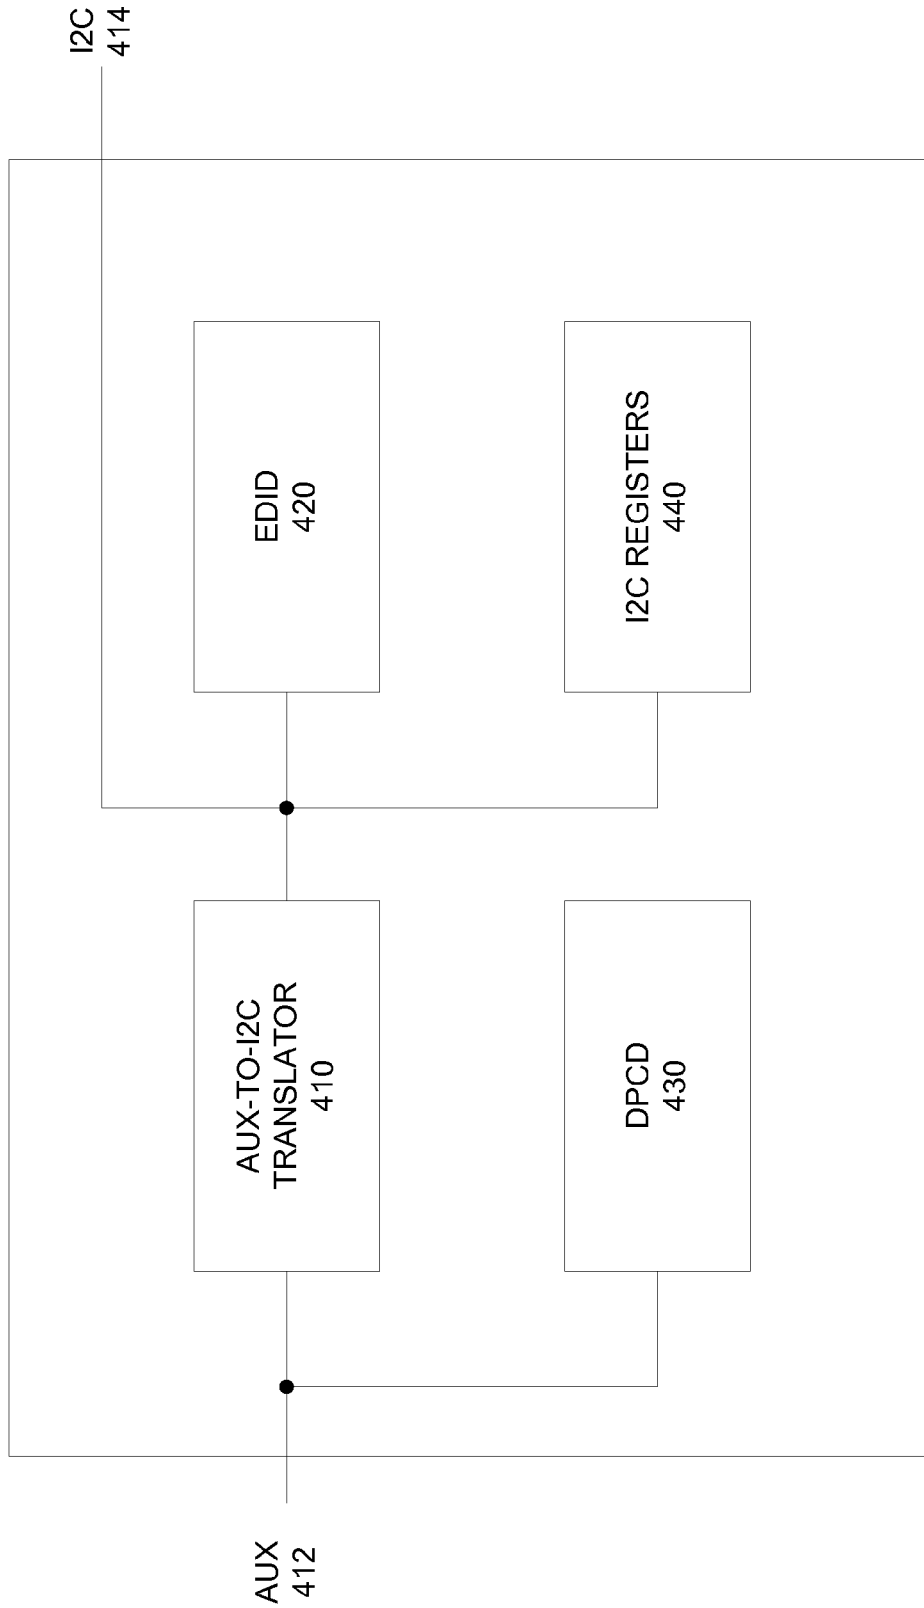 I2C
414
EDID
420
I2C REGISTERS
440
AUX-TO-I2C
TRANSLATOR
410
DPCD
430
AUX
412